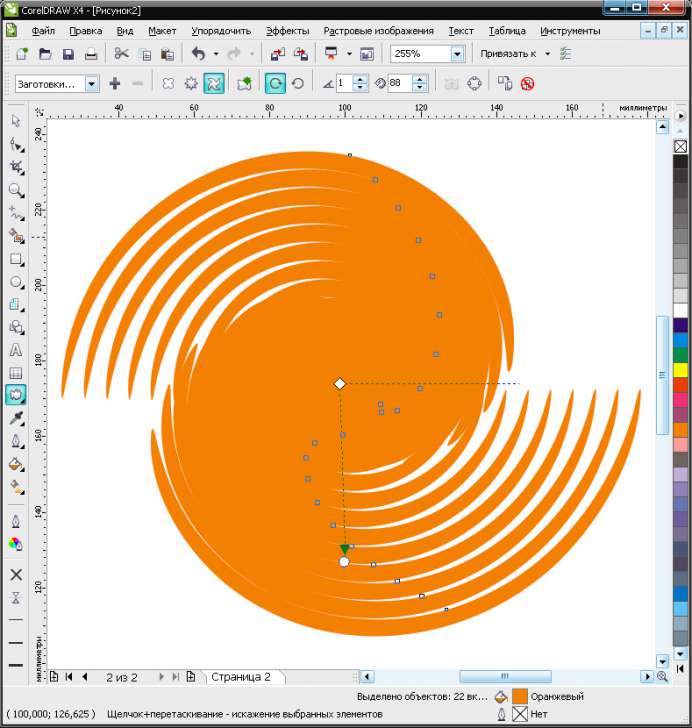 CorelDRAW X4 - [Рисунок2]
Файл Правка Вид Макет Упорядочить Эффекты Растровые изображения Текст Таблица Инструменты
255% Привязать к
Заготовки... 1 88
40 60 80 100 120 140 160 миллиметры
240
220
200
180
160
140
120
миллиметры
2 из 2 Страница 2
Выделено объектов: 22 вк... Оранжевый
( 100,000; 126,625 ) Щелчок+перетаскивание - искажение выбранных элементов Нет